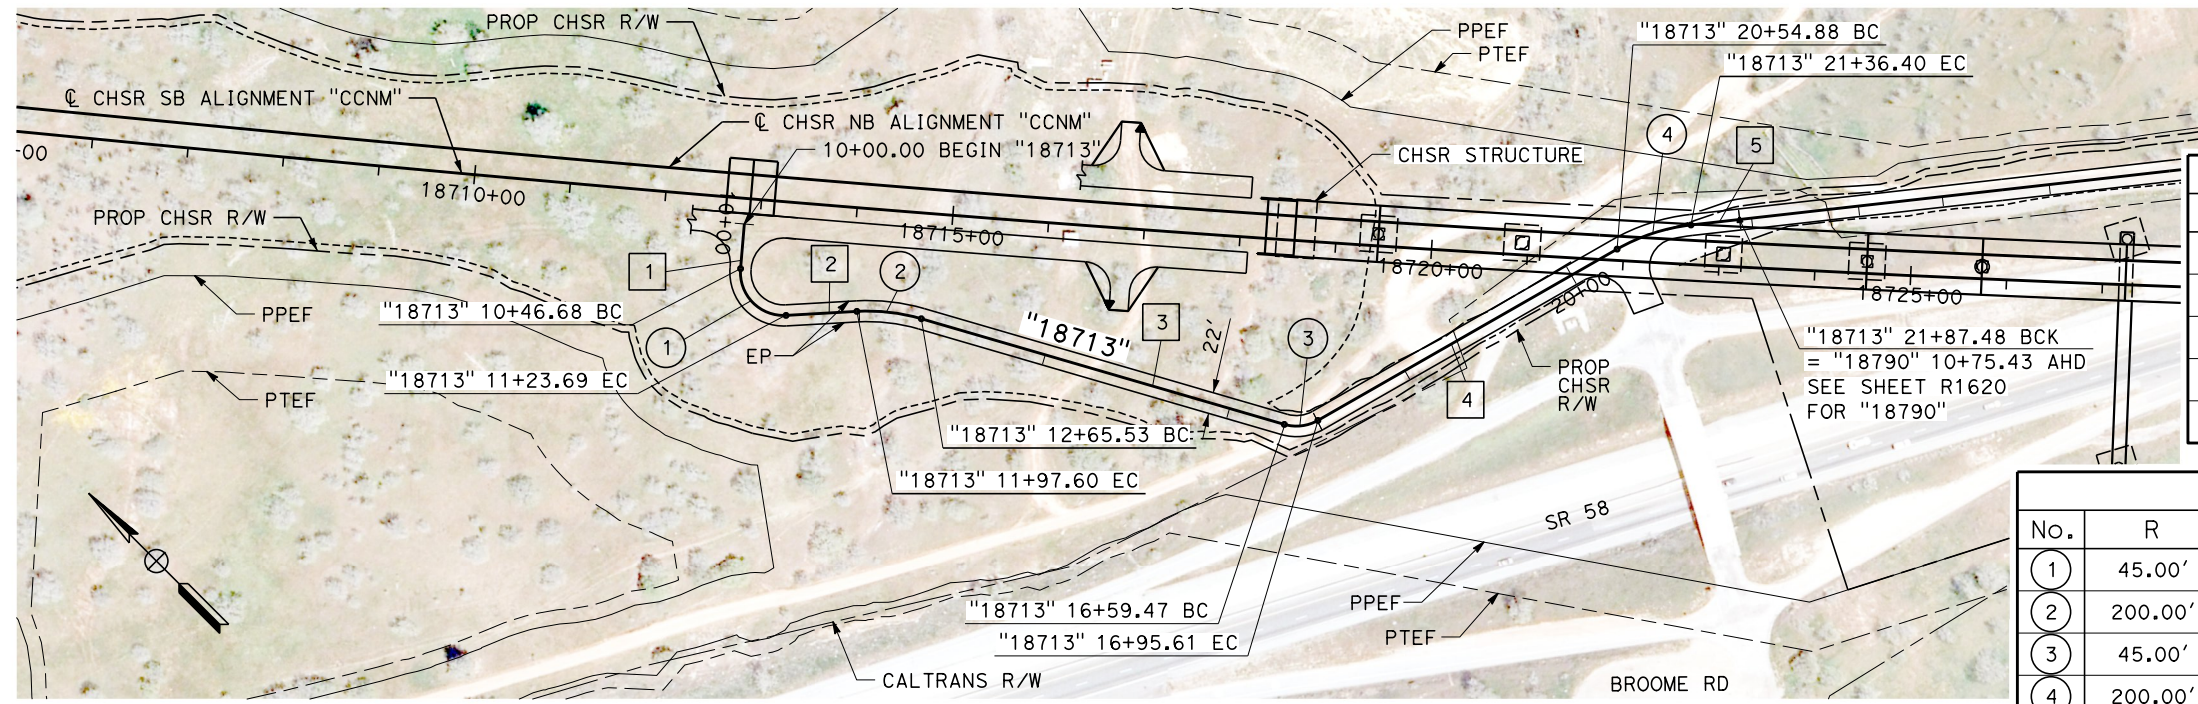 PROP CHSR R/W
"18713" 20+54.88 BC
PPEF
PTEF
"18713" 21+36.40 EC
℄ CHSR SB ALIGNMENT "CCNM"
℄ CHSR NB ALIGNMENT "CCNM"
10+00.00 BEGIN "18713"
4
5
CHSR STRUCTURE
18710+00
PROP CHSR R/W
18715+00
18720+00
18725+00
20+00
1
2
2
"18713" 10+46.68 BC
PPEF
1
EP
"18713"
3
22'
3
"18713" 11+23.69 EC
PTEF
PROP
CHSR
R/W
4
"18713" 21+87.48 BCK
= "18790" 10+75.43 AHD
SEE SHEET R1620
FOR "18790"
"18713" 12+65.53 BC
"18713" 11+97.60 EC
SR 58
"18713" 16+59.47 BC
"18713" 16+95.61 EC
PPEF
PTEF
CALTRANS R/W
BROOME RD
No. R
1 45.00'
2 200.00'
3 45.00'
4 200.00'